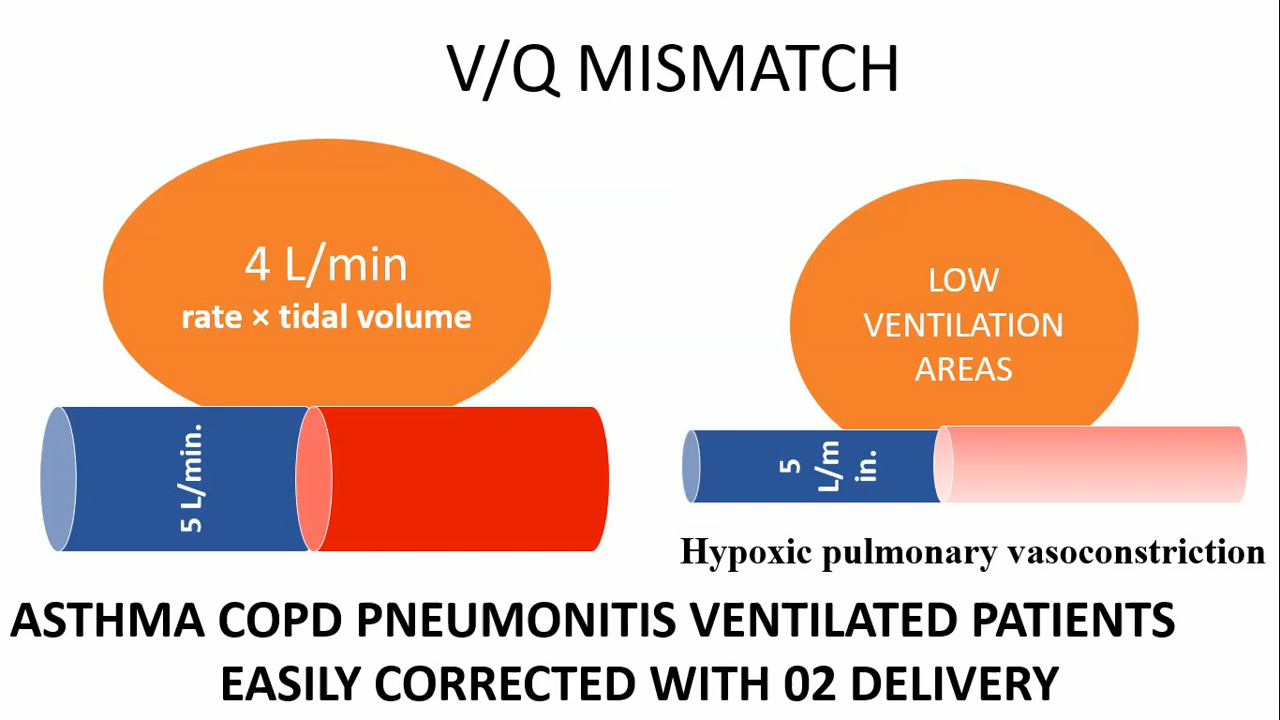 V/Q MISMATCH
4 L/min
rate × tidal volume
5 L/min.
LOW
VENTILATION
AREAS
5
L/m
in.
Hypoxic pulmonary vasoconstriction
ASTHMA COPD PNEUMONITIS VENTILATED PATIENTS
EASILY CORRECTED WITH 02 DELIVERY